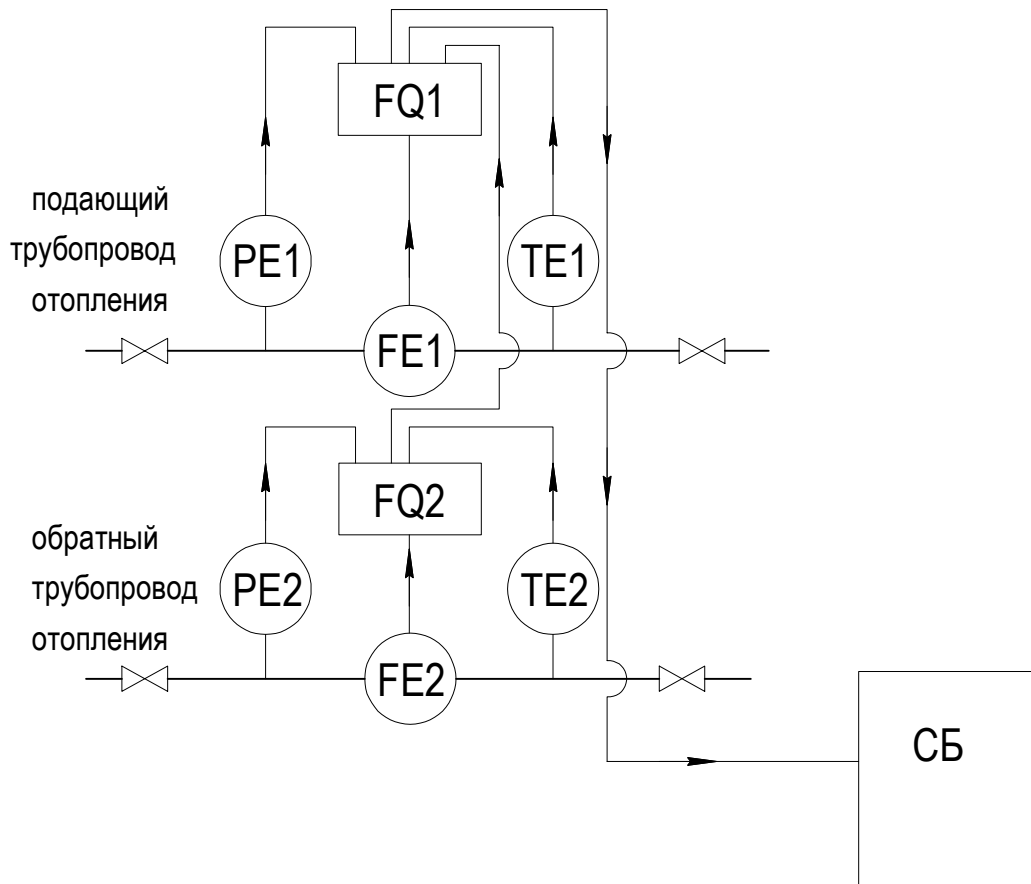 FQ1
подающий
трубопровод
отопления
PE1
TE1
FE1
FQ2
обратный
трубопровод
отопления
PE2
TE2
FE2
СБ